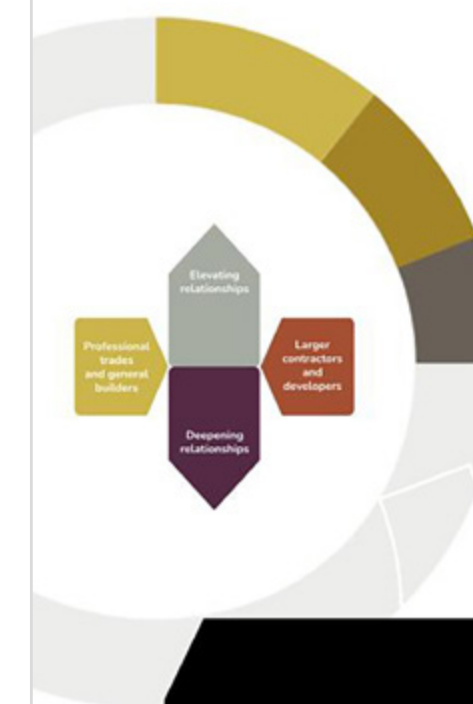 Elevating
relationships
Professional
trades
and general
builders
Larger
contractors
and
developers
Deepening
relationships